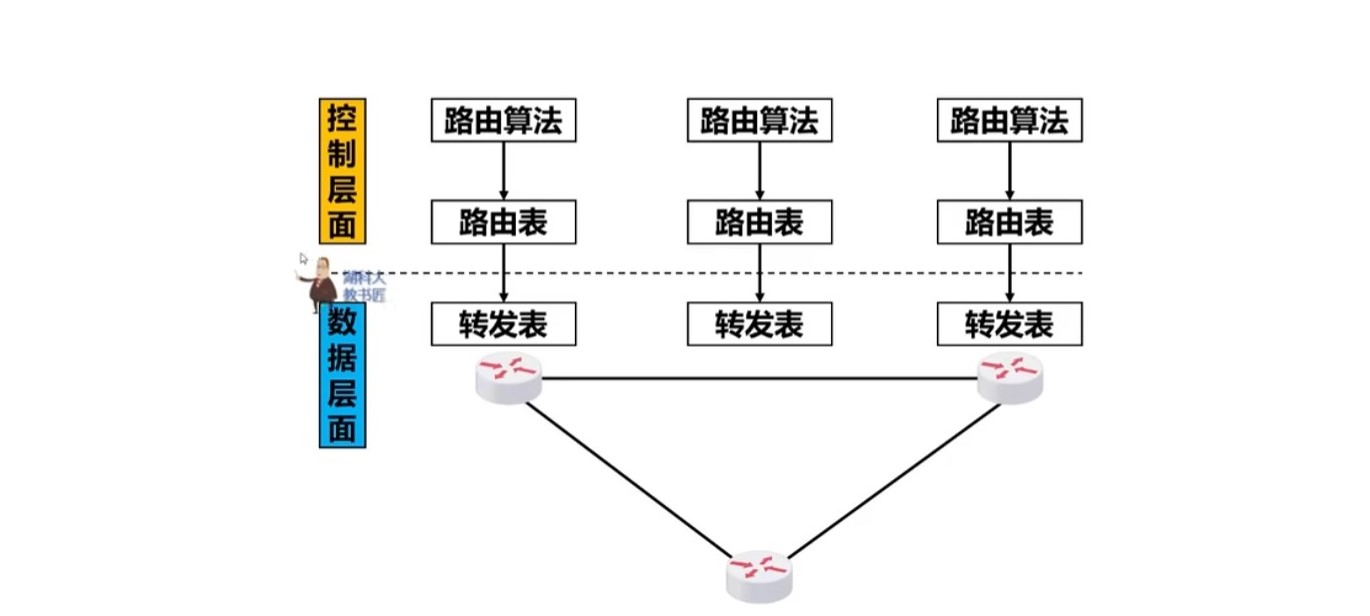 控制层面
路由算法 路由算法 路由算法
路由表 路由表 路由表
湖科大
教书匠
数据层面
转发表 转发表 转发表